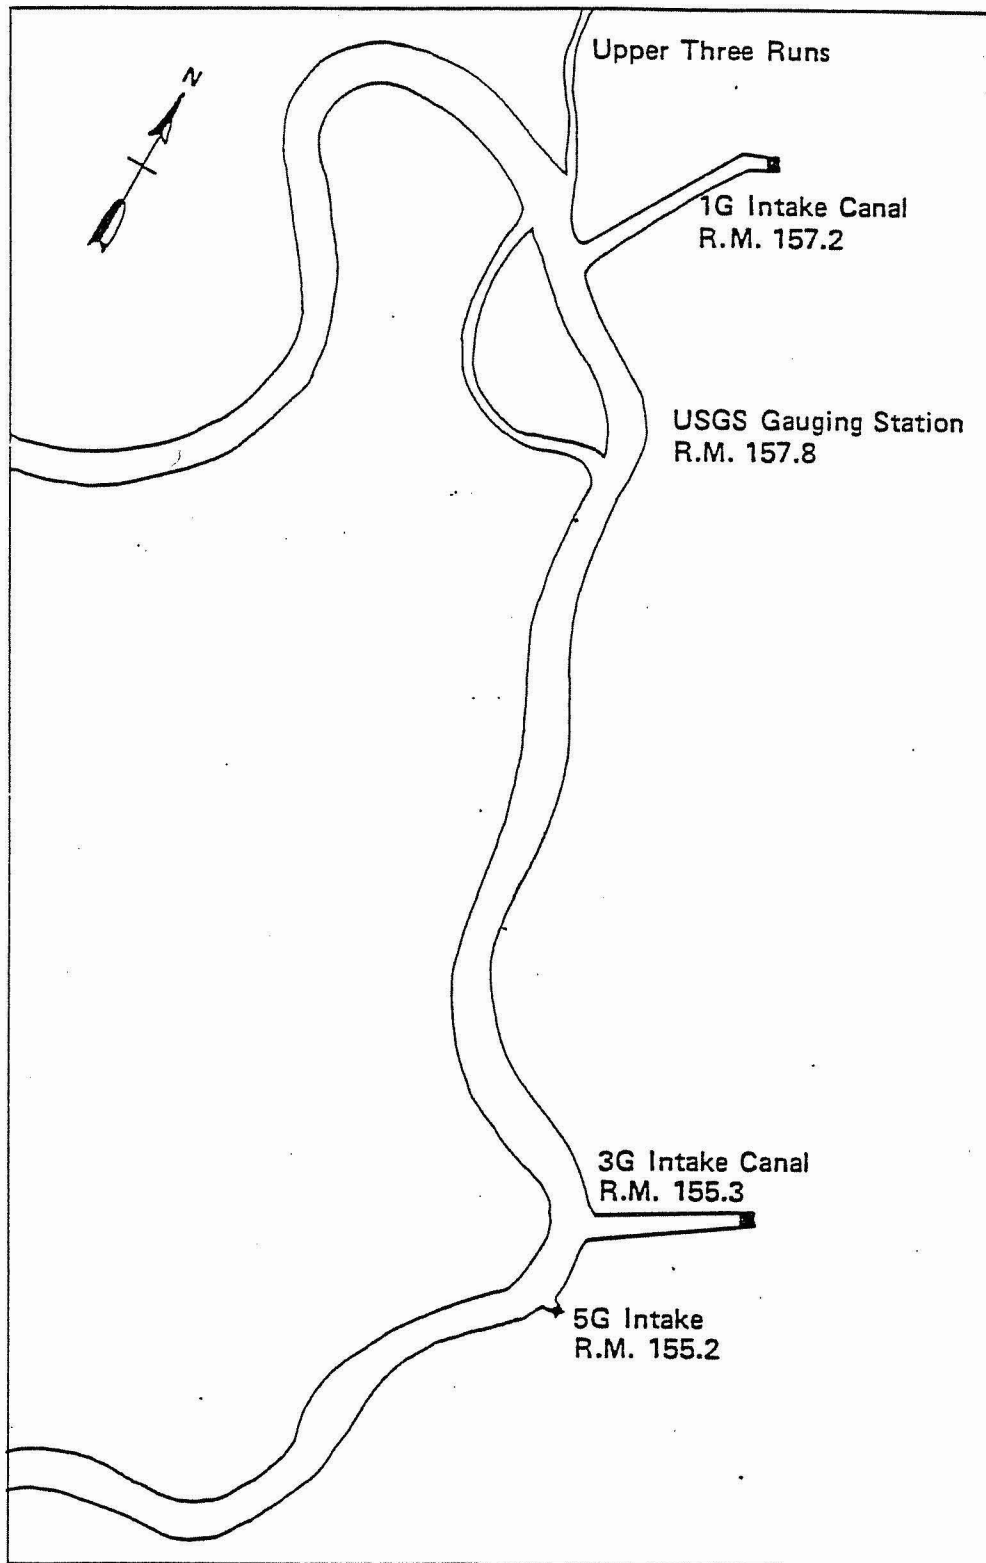 Upper Three Runs
N
1G Intake Canal
R.M. 157.2
USGS Gauging Station
R.M. 157.8
3G Intake Canal
R.M. 155.3
5G Intake
R.M. 155.2